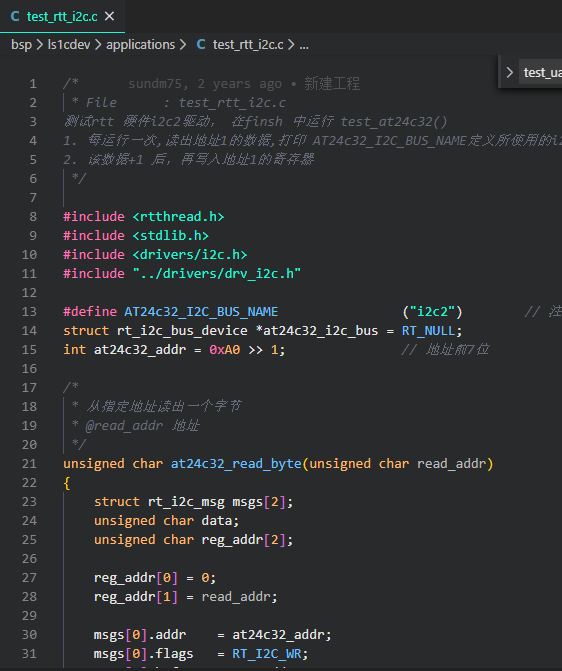 test_rtt_i2c.c
bsp > ls1cdev > applications > C test_rtt_i2c.c > ...
test_ua
1 /* sundm75, 2 years ago • 新建工程
2 * File : test_rtt_i2c.c
3 测试rtt 硬件i2c2驱动， 在finsh 中运行 test_at24c32()
4 1. 每运行一次,读出地址1的数据,打印 AT24c32_I2C_BUS_NAME定义所使用的i2
5 2. 该数据+1 后，再写入地址1的寄存器
6 */
7
8 #include <rtthread.h>
9 #include <stdlib.h>
10 #include <drivers/i2c.h>
11 #include "../drivers/drv_i2c.h"
12
13 #define AT24c32_I2C_BUS_NAME ("i2c2") // 注
14 struct rt_i2c_bus_device *at24c32_i2c_bus = RT_NULL;
15 int at24c32_addr = 0xA0 >> 1; // 地址前7位
16
17 /*
18 * 从指定地址读出一个字节
19 * @read_addr 地址
20 */
21 unsigned char at24c32_read_byte(unsigned char read_addr)
22 {
23 struct rt_i2c_msg msgs[2];
24 unsigned char data;
25 unsigned char reg_addr[2];
26
27 reg_addr[0] = 0;
28 reg_addr[1] = read_addr;
29
30 msgs[0].addr = at24c32_addr;
31 msgs[0].flags = RT_I2C_WR;